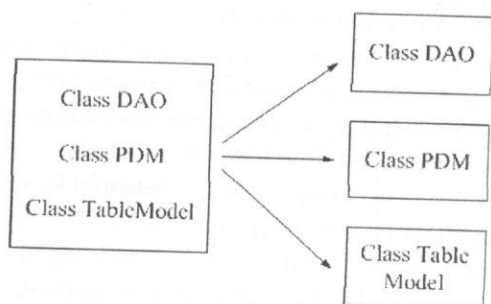 Class DAO
Class PDM
Class TableModel
Class DAO
Class PDM
Class Table
Model